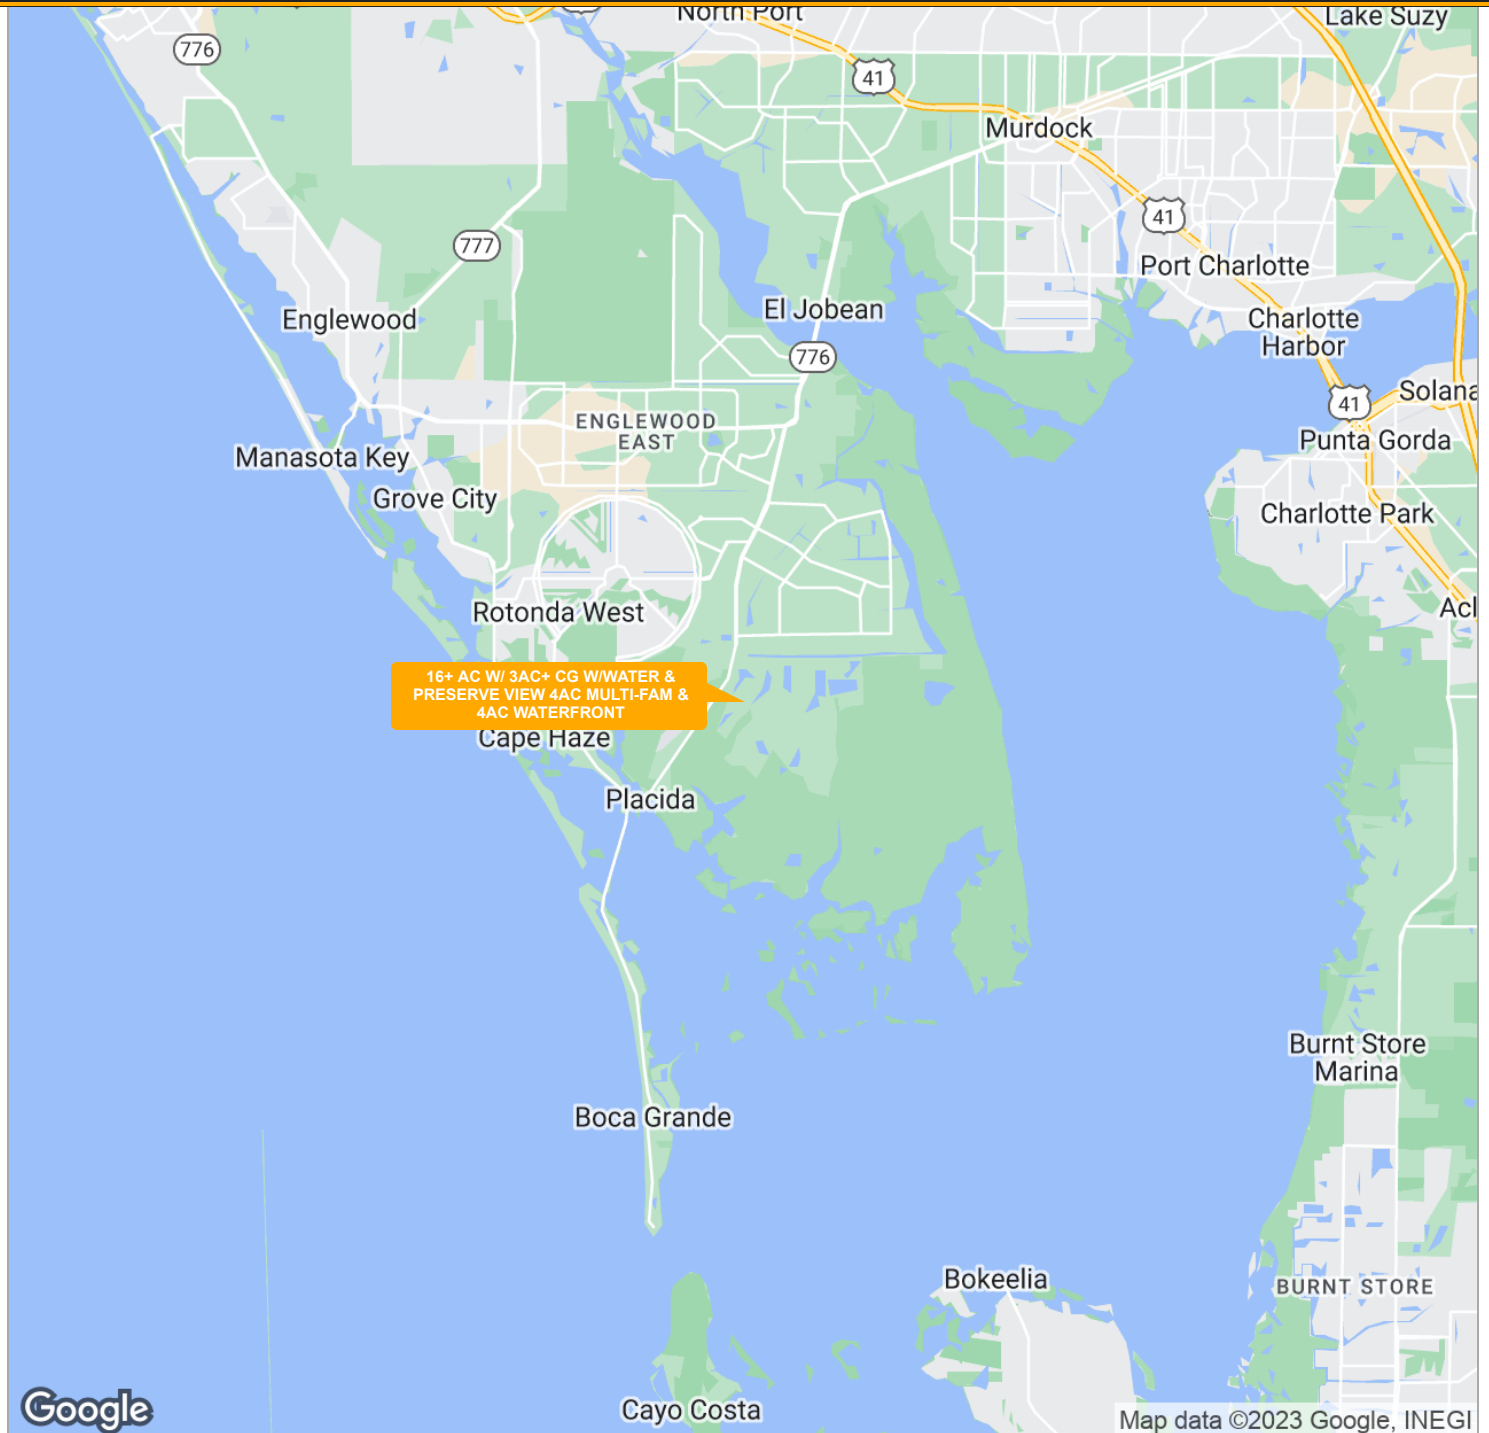 North Port
Lake Suzy
776
41
Murdock
41
777
Port Charlotte
El Jobean
Englewood
Charlotte
Harbor
776
Solana
41
ENGLEWOOD
EAST
Punta Gorda
Manasota Key
Grove City
Charlotte Park
Acl
Rotonda West
16+ AC W/ 3AC+ CG W/WATER &
PRESERVE VIEW 4AC MULTI-FAM &
4AC WATERFRONT
Cape Haze
Placida
Burnt Store
Marina
Boca Grande
Bokeelia
BURNT STORE
Cayo Costa
Google
Map data ©2023 Google, INEGI